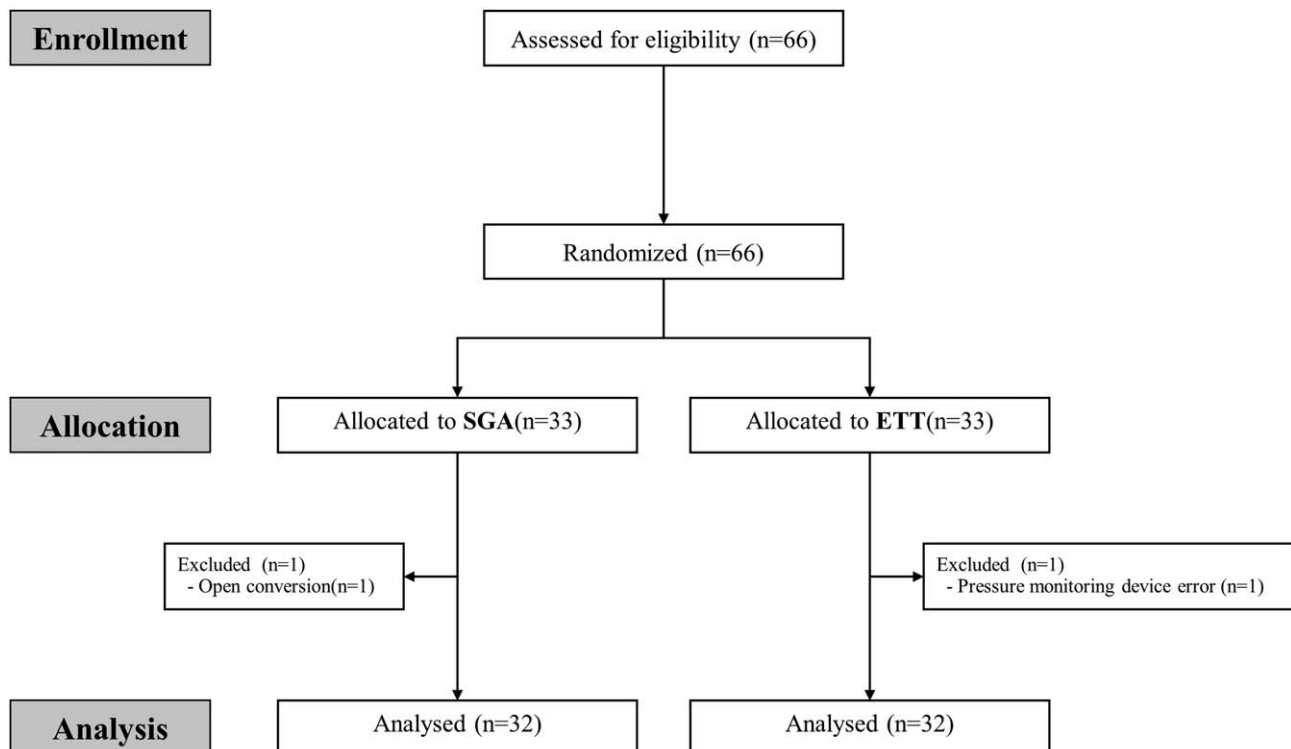 Enrollment
Assessed for eligibility (n=66)
Randomized (n=66)
Allocation
Allocated to SGA(n=33)
Allocated to ETT(n=33)
Excluded (n=1)
- Open conversion(n=1)
Excluded (n=1)
- Pressure monitoring device error (n=1)
Analysis
Analysed (n=32)
Analysed (n=32)